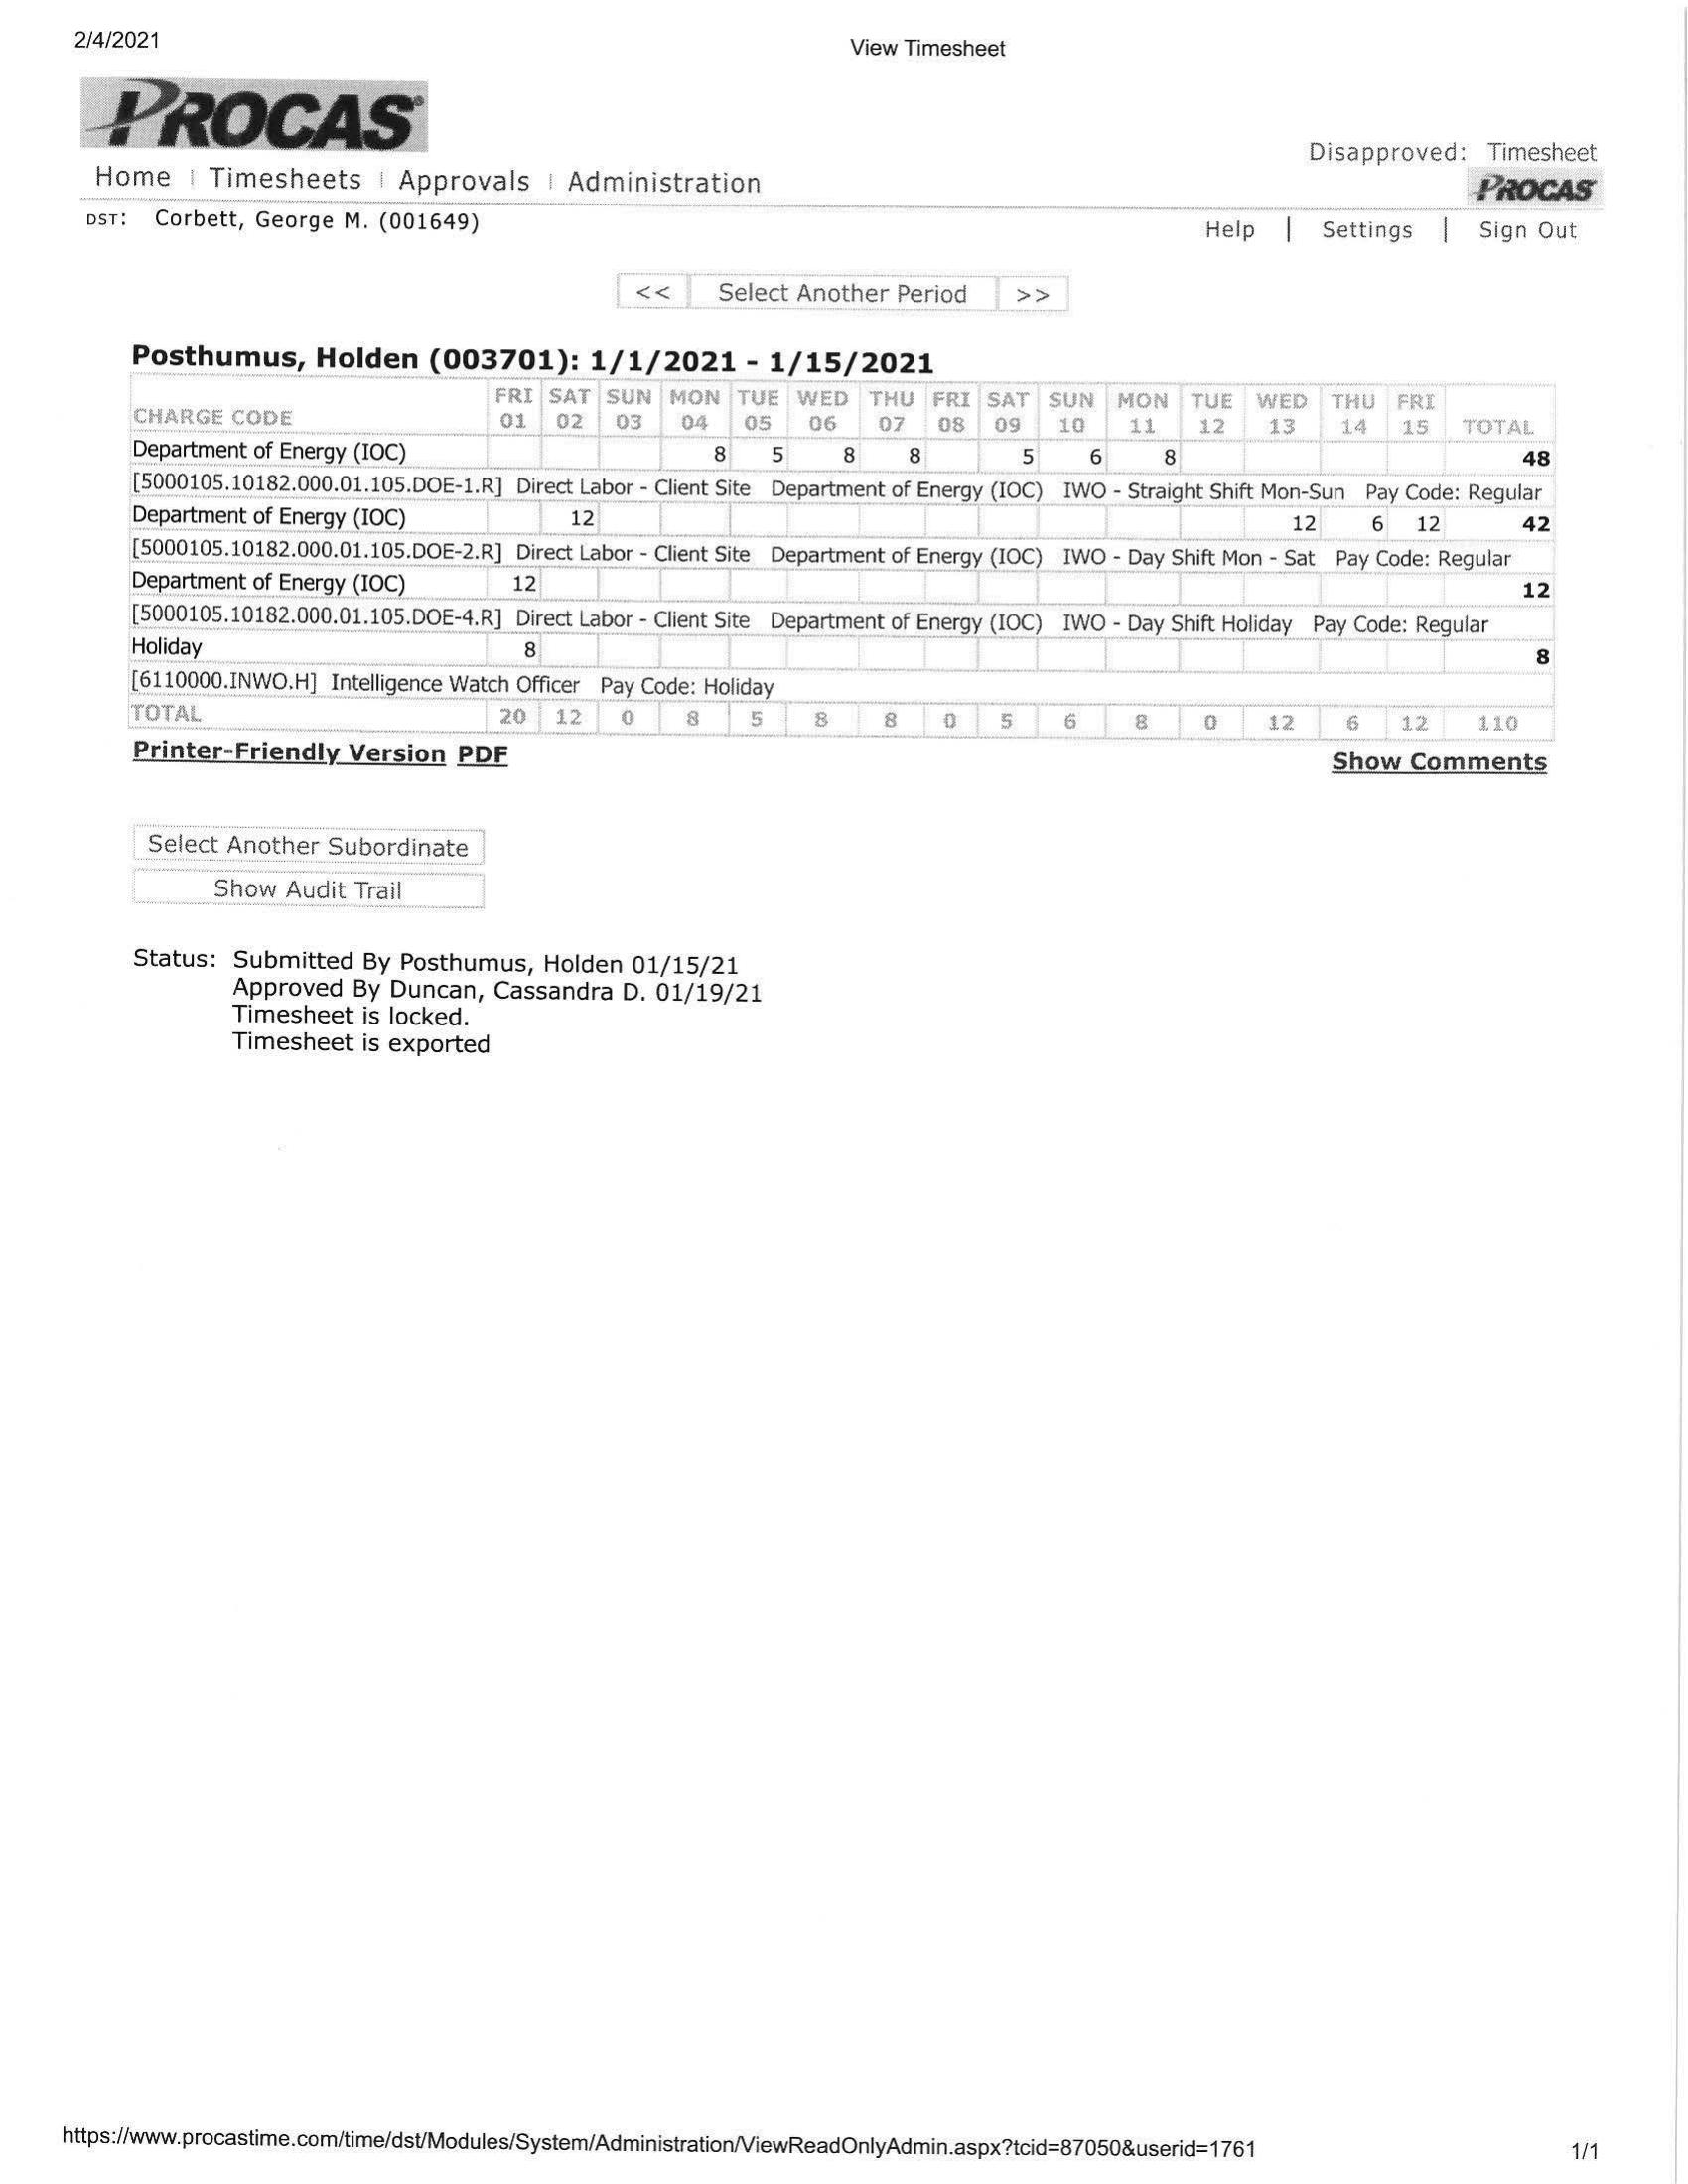 2/4/2021
View Timesheet
PROCAS
Disapproved: Timesheet
Home | Timesheets | Approvals | Administration
PROCAS
DST: Corbett, George M. (001649)
Help | Settings | Sign Out
<< Select Another Period >>
Posthumus, Holden (003701): 1/1/2021 - 1/15/2021
FRI SAT SUN MON TUE WED THU FRI SAT SUN MON TUE WED THU FRI
CHARGE CODE 01 02 03 04 05 06 07 08 09 10 11 12 13 14 15 TOTAL
Department of Energy (IOC) 8 5 8 8 5 6 8 48
[5000105.10182.000.01.105.DOE-1.R] Direct Labor - Client Site Department of Energy (IOC) IWO - Straight Shift Mon-Sun Pay Code: Regular
Department of Energy (IOC) 12 12 6 12 42
[5000105.10182.000.01.105.DOE-2.R] Direct Labor - Client Site Department of Energy (IOC) IWO - Day Shift Mon - Sat Pay Code: Regular
Department of Energy (IOC) 12 12
[5000105.10182.000.01.105.DOE-4.R] Direct Labor - Client Site Department of Energy (IOC) IWO - Day Shift Holiday Pay Code: Regular
Holiday 8 8
[6110000.INWO.H] Intelligence Watch Officer Pay Code: Holiday
TOTAL 20 12 0 8 5 8 8 0 5 6 8 0 12 6 12 110
Printer-Friendly Version PDF
Show Comments
Select Another Subordinate
Show Audit Trail
Status: Submitted By Posthumus, Holden 01/15/21
Approved By Duncan, Cassandra D. 01/19/21
Timesheet is locked.
Timesheet is exported
https://www.procastime.com/time/dst/Modules/System/Administration/ViewReadOnlyAdmin.aspx?tcid=87050&userid=1761
1/1